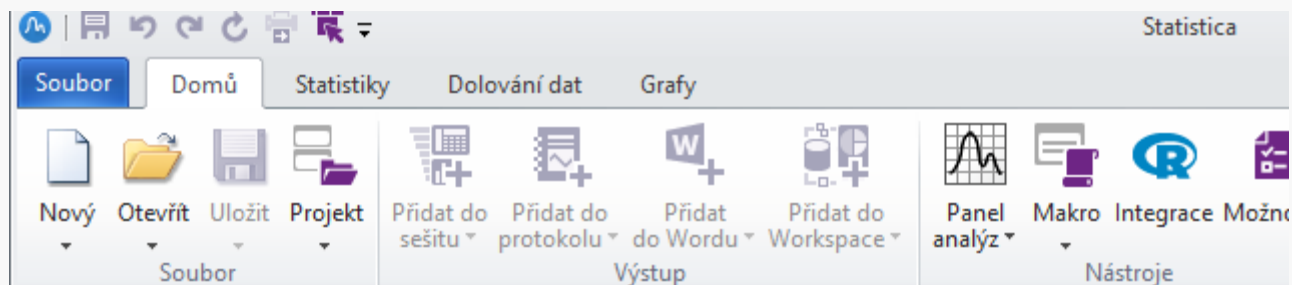 Statistica
Soubor Domů Statistiky Dolování dat Grafy
Nový Otevřít Uložit Projekt Přidat do Přidat do Přidat Přidat do Panel Makro Integrace Možno
sešitu protokolu do Wordu Workspace analýz
Soubor Výstup Nástroje